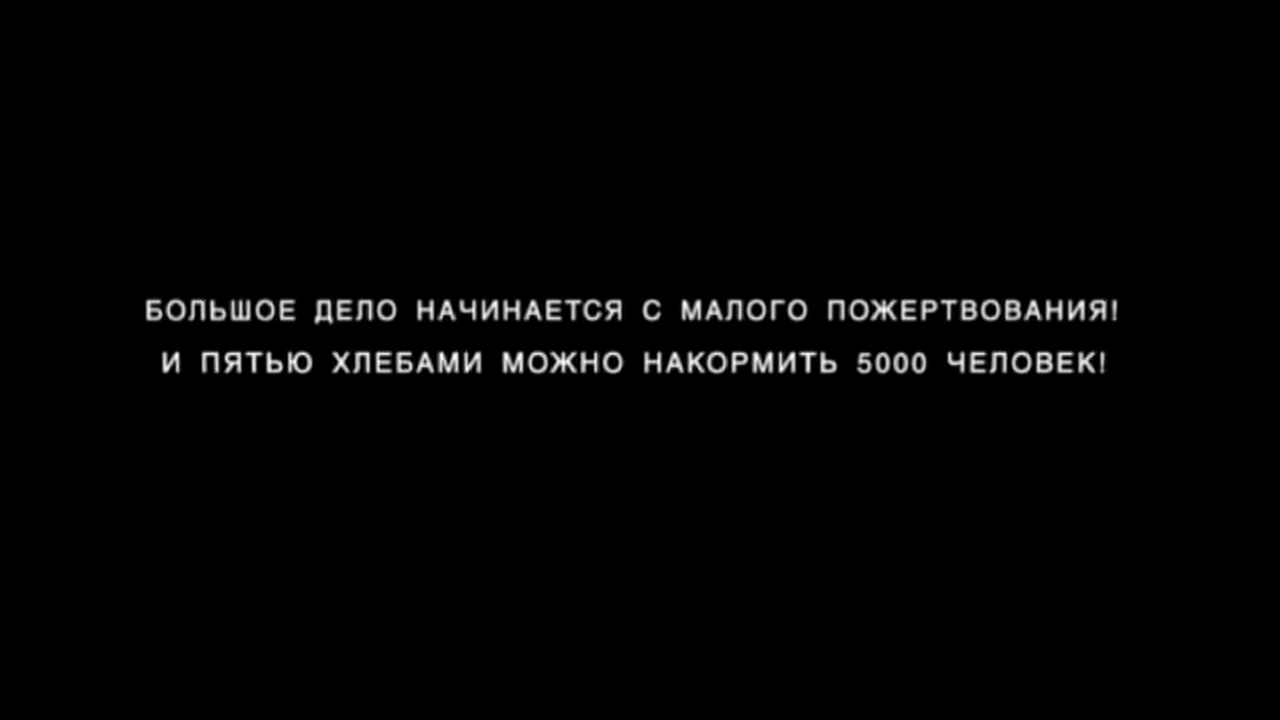 БОЛЬШОЕ ДЕЛО НАЧИНАЕТСЯ С МАЛОГО ПОЖЕРТВОВАНИЯ!
И ПЯТЬЮ ХЛЕБАМИ МОЖНО НАКОРМИТЬ 5000 ЧЕЛОВЕК!